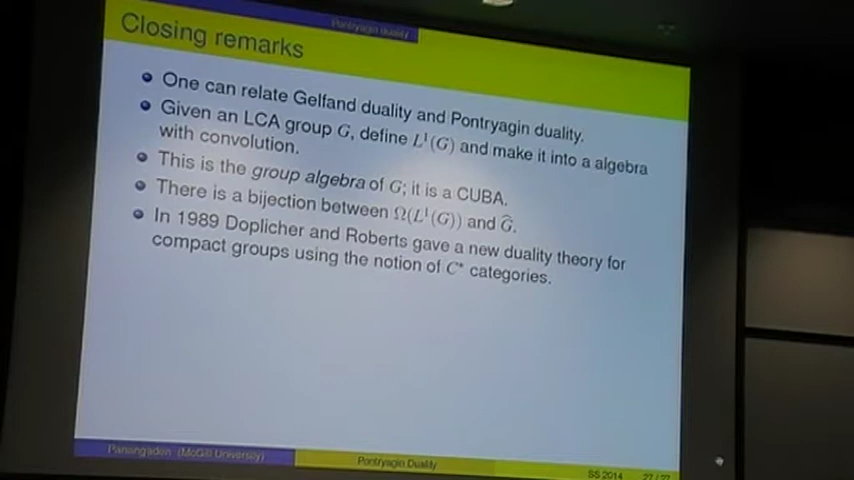 Pontryagin duality
Closing remarks
One can relate Gelfand duality and Pontryagin duality.
Given an LCA group G, define L¹(G) and make it into a algebra
with convolution.
This is the group algebra of G; it is a CUBA.
There is a bijection between Ω(L¹(G)) and Ĝ.
In 1989 Doplicher and Roberts gave a new duality theory for
compact groups using the notion of C* categories.
Panangaden (McGill University)
Pontryagin Duality
SS 2014
27 / 27